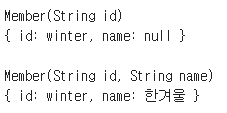 Member(String id)
{ id: winter, name: null }
Member(String id, String name)
{ id: winter, name: 한겨울 }